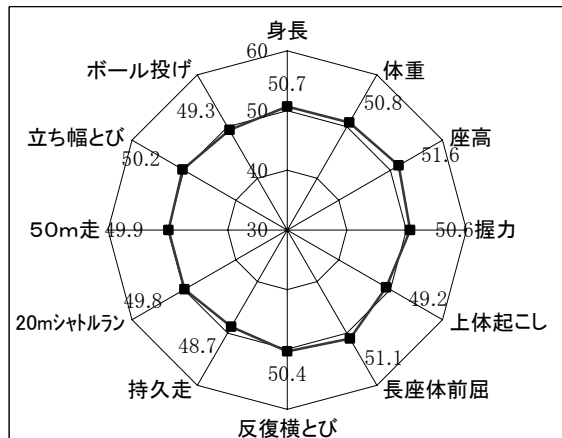 身長
体重
座高
握力
上体起こし
長座体前屈
反復横とび
持久走
20mｼｬﾄﾙﾗﾝ
50ｍ走
立ち幅とび
ボール投げ
60
50
40
30
50.7
50.8
51.6
50.6
49.2
51.1
50.4
48.7
49.8
49.9
50.2
49.3